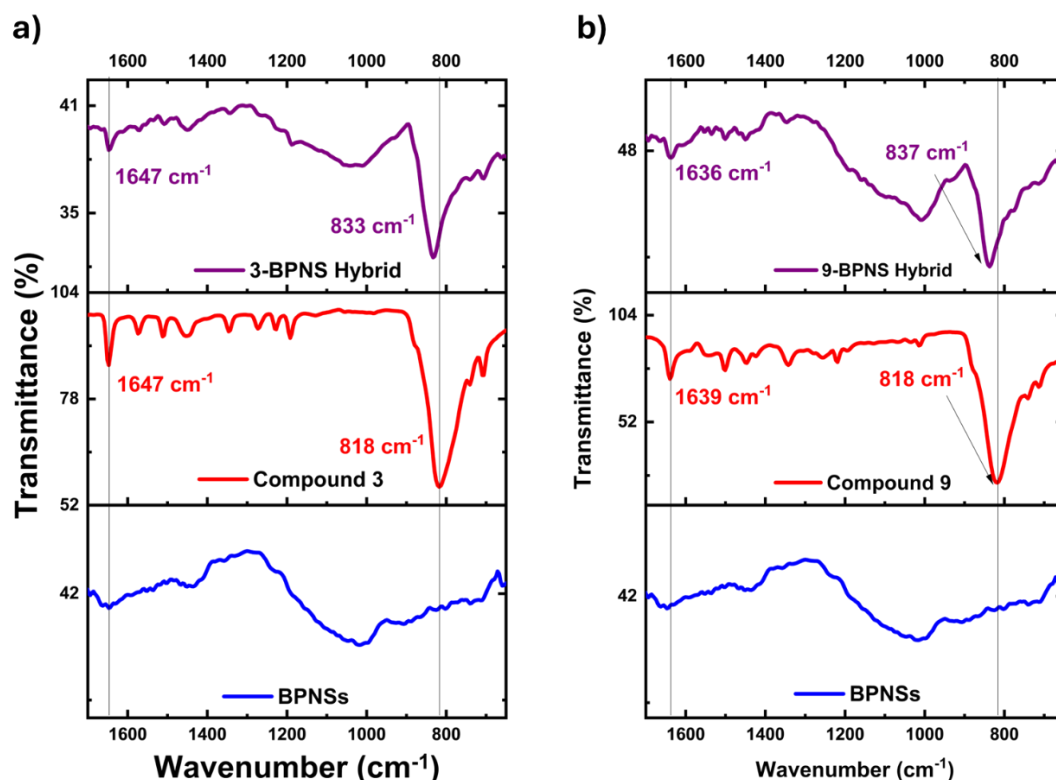 a)
1600 1400 1200 1000 800
41
1647 cm-1
35
833 cm-1
3-BPNS Hybrid
104
1647 cm-1
78
818 cm-1
Compound 3
52
42
BPNSs
Transmittance (%)
1600 1400 1200 1000 800
Wavenumber (cm-1)
b)
1600 1400 1200 1000 800
48
837 cm-1
1636 cm-1
9-BPNS Hybrid
104
1639 cm-1
818 cm-1
52
Compound 9
42
BPNSs
Transmittance (%)
1600 1400 1200 1000 800
Wavenumber (cm-1)